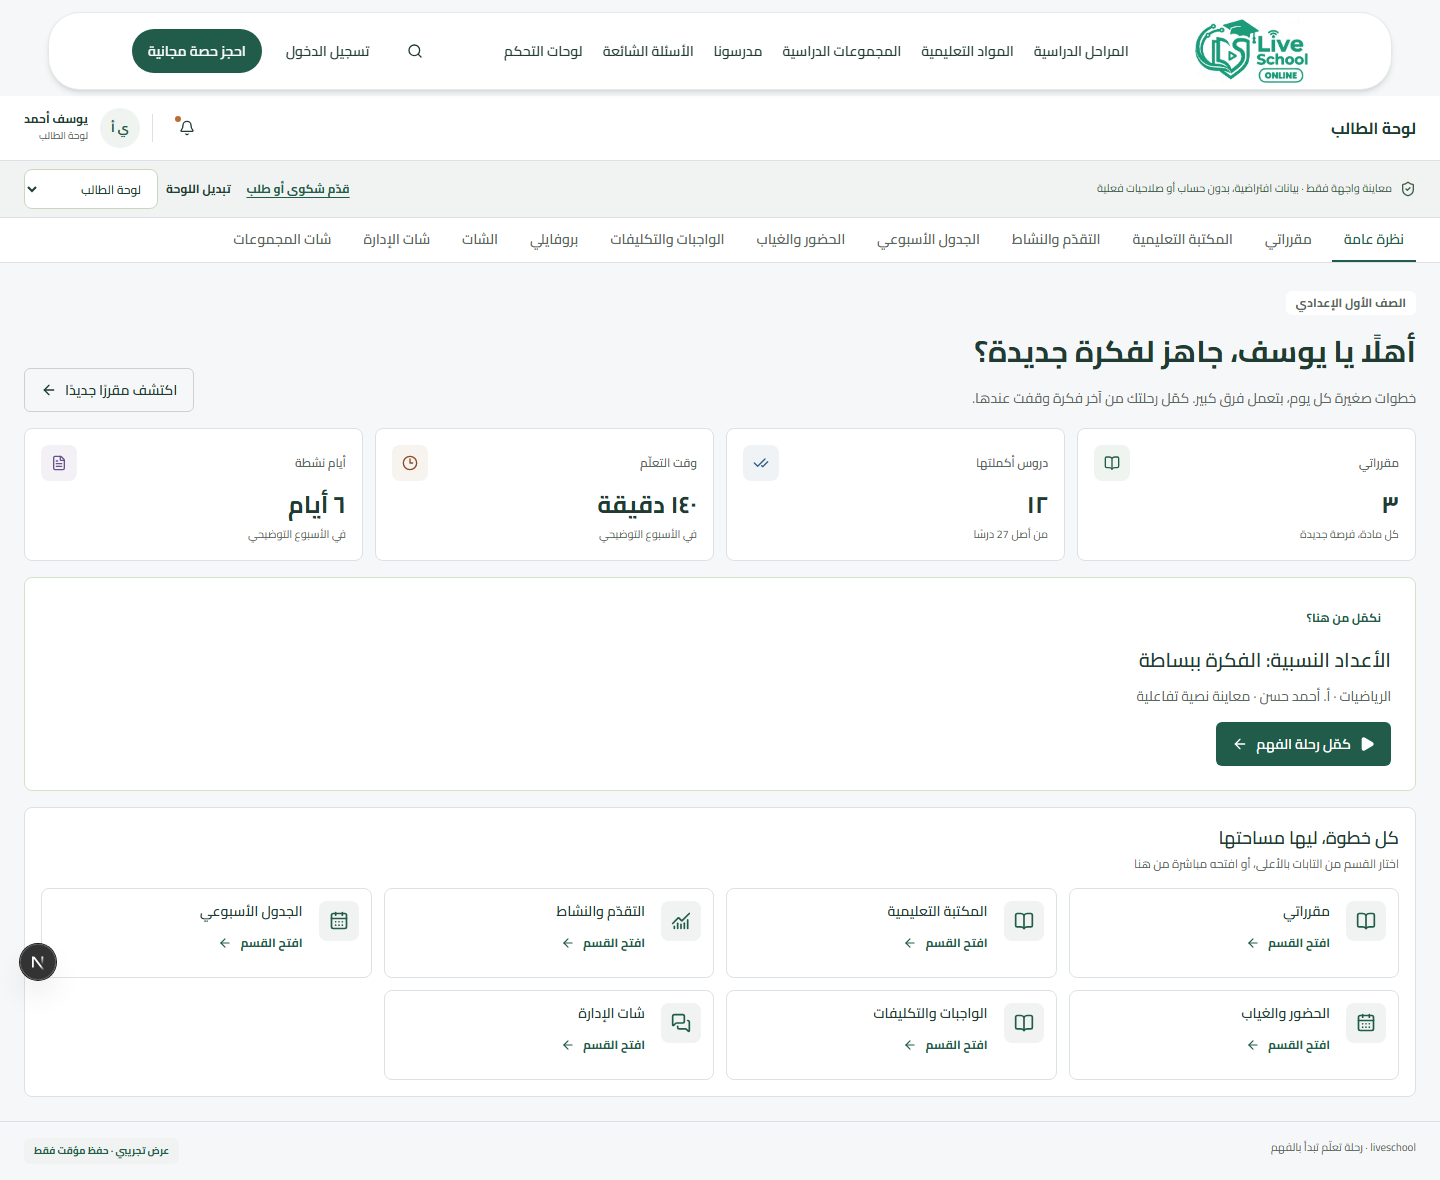 Live School ONLINE
المراحل الدراسية
المواد التعليمية
المجموعات الدراسية
مدرسونا
الأسئلة الشائعة
لوحات التحكم
تسجيل الدخول
احجز حصة مجانية
لوحة الطالب
ي أ
يوسف أحمد
لوحة الطالب
معاينة واجهة فقط · بيانات افتراضية، بدون حساب أو صلاحيات فعلية
قدّم شكوى أو طلب
تبديل اللوحة
لوحة الطالب
نظرة عامة
مقرراتي
المكتبة التعليمية
التقدّم والنشاط
الجدول الأسبوعي
الحضور والغياب
الواجبات والتكليفات
بروفايلي
الشات
شات الإدارة
شات المجموعات
الصف الأول الإعدادي
أهلًا يا يوسف، جاهز لفكرة جديدة؟
خطوات صغيرة كل يوم، بتعمل فرق كبير. كمّل رحلتك من آخر فكرة وقفت عندها.
اكتشف مقررًا جديدًا
مقرراتي
٣
كل مادة، فرصة جديدة
دروس أكملتها
١٢
من أصل 27 درسًا
وقت التعلّم
١٤٠ دقيقة
في الأسبوع التوضيحي
أيام نشطة
٦ أيام
في الأسبوع التوضيحي
نكمّل من هنا؟
الأعداد النسبية: الفكرة ببساطة
الرياضيات · أ. أحمد حسن · معاينة نصية تفاعلية
كمّل رحلة الفهم
كل خطوة، ليها مساحتها
اختار القسم من التابات بالأعلى، أو افتحه مباشرة من هنا
مقرراتي
افتح القسم
المكتبة التعليمية
افتح القسم
التقدّم والنشاط
افتح القسم
الجدول الأسبوعي
افتح القسم
الحضور والغياب
افتح القسم
الواجبات والتكليفات
افتح القسم
شات الإدارة
افتح القسم
N
liveschool · رحلة تعلّم تبدأ بالفهم
عرض تجريبي · حفظ مؤقت فقط